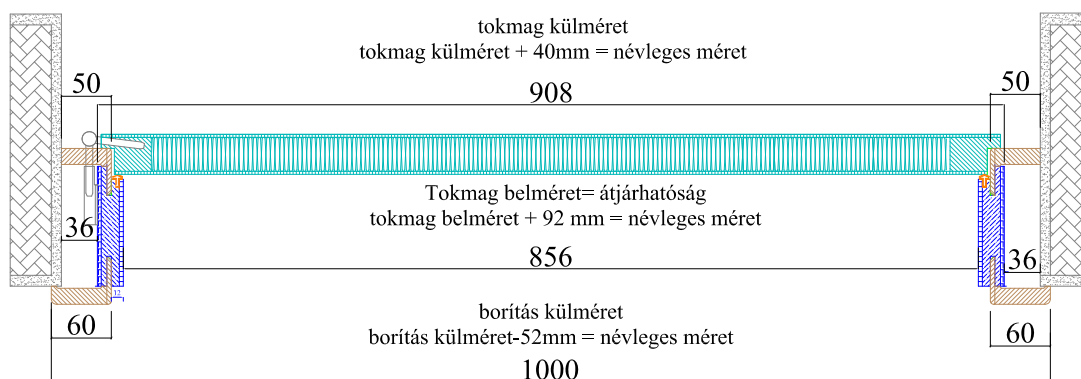 tokmag külméret
tokmag külméret + 40mm = névleges méret
50
50
908
Tokmag belméret= átjárhatóság
tokmag belméret + 92 mm = névleges méret
36
856
36
12
borítás külméret
60
borítás külméret-52mm = névleges méret
60
1000